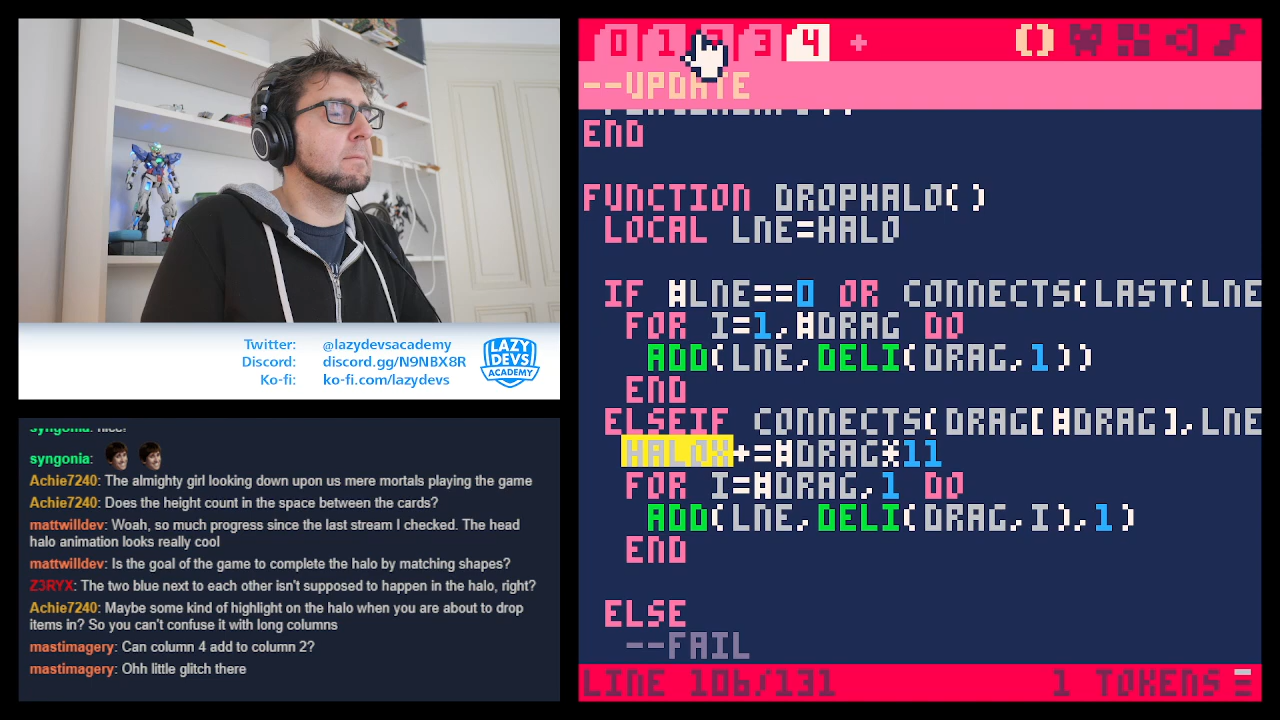 0 1 3 4 +
--UPDATE
END
FUNCTION DROPHALO()
LOCAL LNE=HALO
IF #LNE==0 OR CONNECTS(LAST(LNE
FOR I=1,#DRAG DO
ADD(LNE,DELI(DRAG,1))
END
ELSEIF CONNECTS(DRAG[#DRAG],LNE
HALOX+=#DRAG*11
FOR I=#DRAG,1 DO
ADD(LNE,DELI(DRAG,I),1)
END
ELSE
--FAIL
LINE 106/131 1 TOKENS
Twitter: @lazydevsacademy
Discord: discord.gg/N9NBX8R
Ko-fi: ko-fi.com/lazydevs
LAZY
DEVS
ACADEMY
syngonia:
syngonia:
Achie7240: The almighty girl looking down upon us mere mortals playing the game
Achie7240: Does the height count in the space between the cards?
mattwilldev: Woah, so much progress since the last stream I checked. The head
halo animation looks really cool
mattwilldev: Is the goal of the game to complete the halo by matching shapes?
Z3RYX: The two blue next to each other isn't supposed to happen in the halo, right?
Achie7240: Maybe some kind of highlight on the halo when you are about to drop
items in? So you can't confuse it with long columns
mastimagery: Can column 4 add to column 2?
mastimagery: Ohh little glitch there